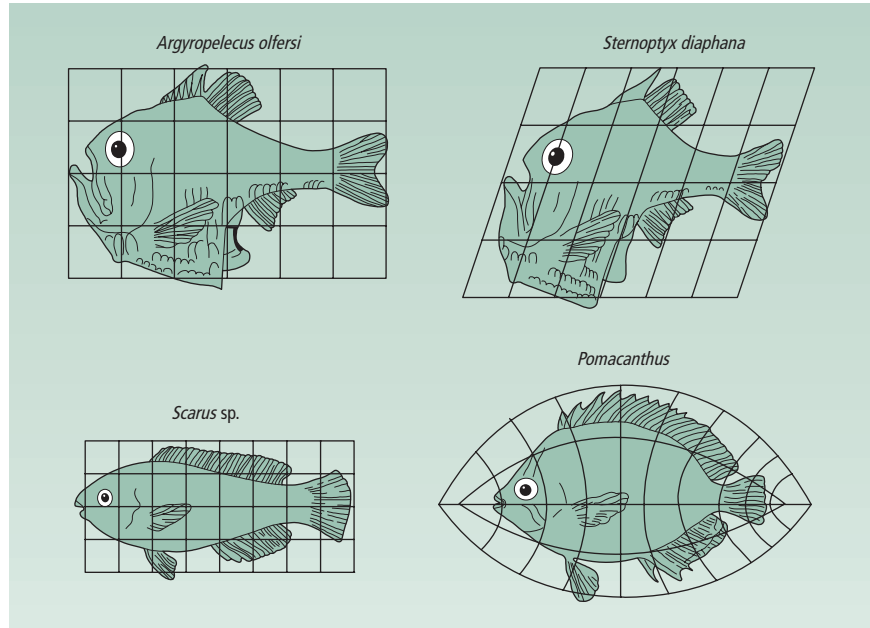 Argyropelecus olfersi
Sternoptyx diaphana
Pomacanthus
Scarus sp.